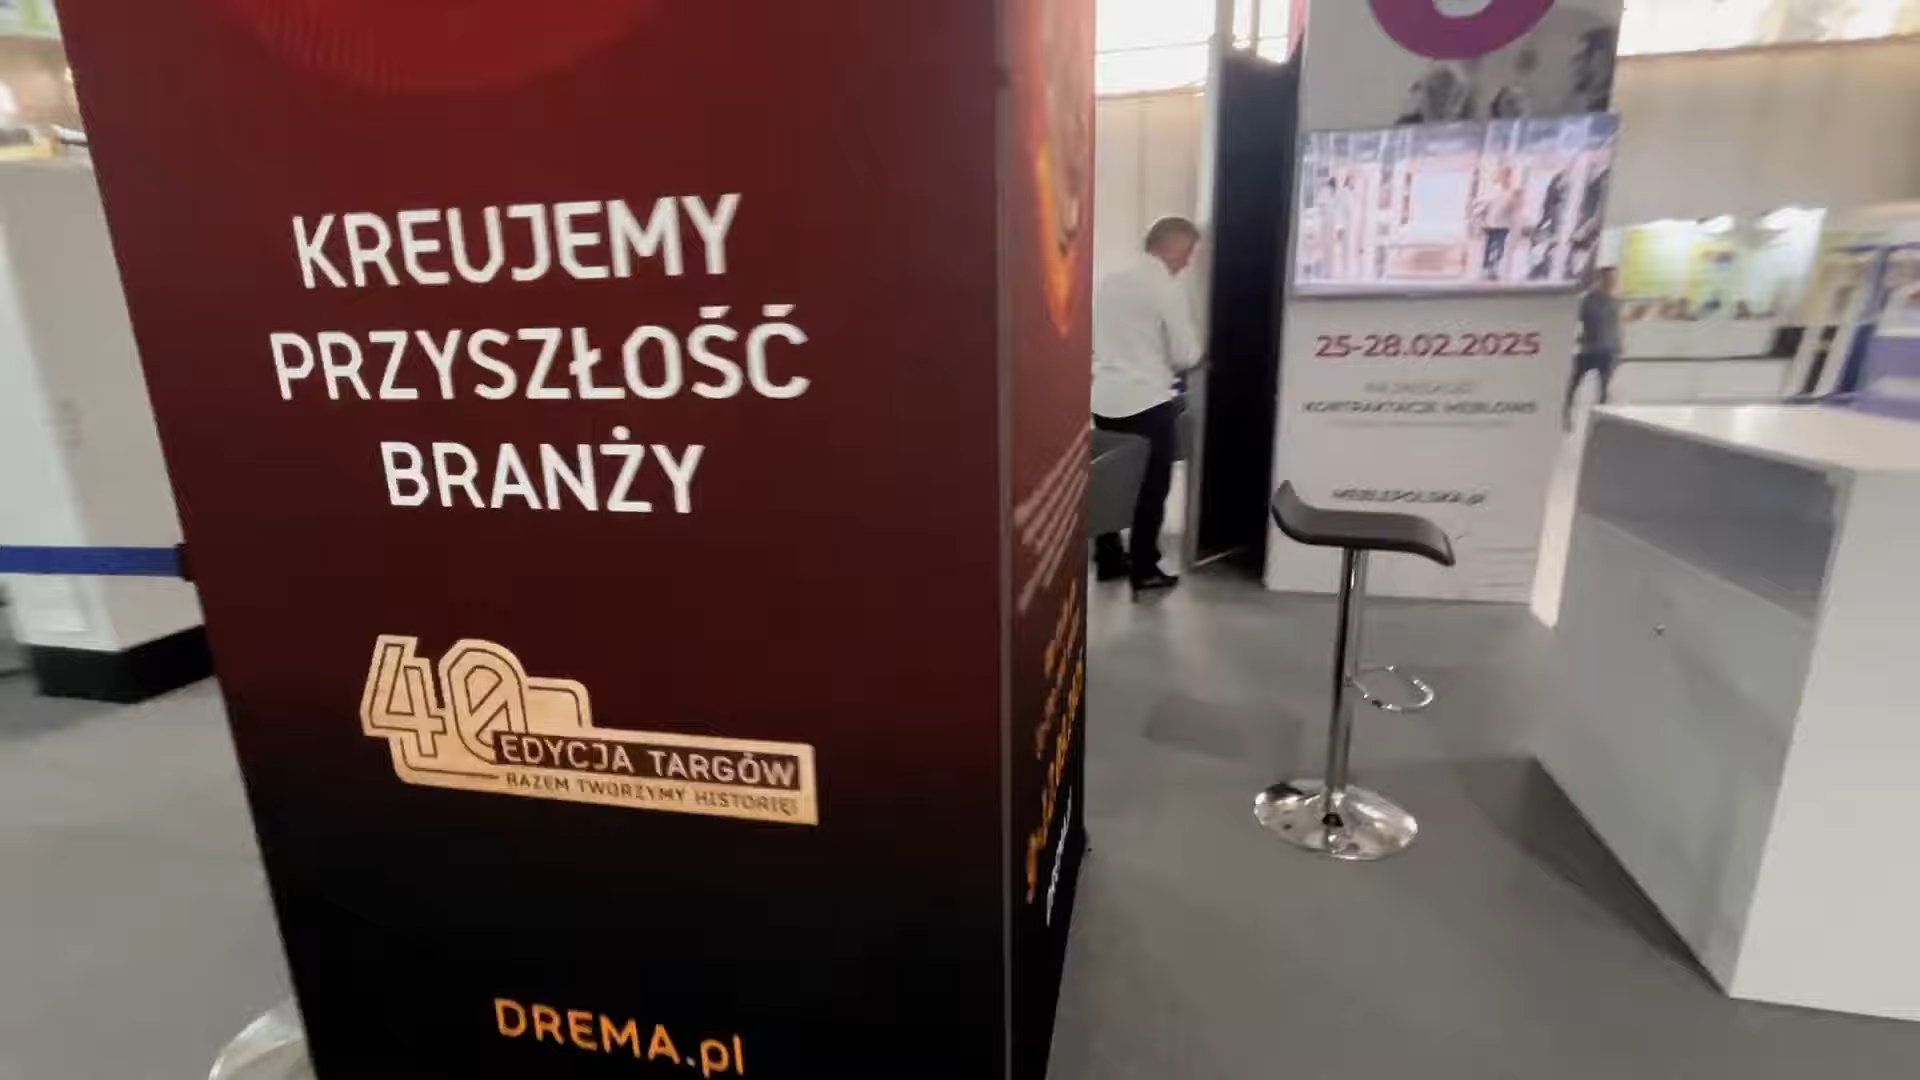 KREUJEMY
PRZYSZŁOŚĆ
BRANŻY
40 EDYCJA TARGÓW
RAZEM TWORZYMY HISTORIĘ!
DREMA.pl
25-28.02.2025
KONTRAKTACJE MEBLOWE
MEBLEPOLSKA.pl